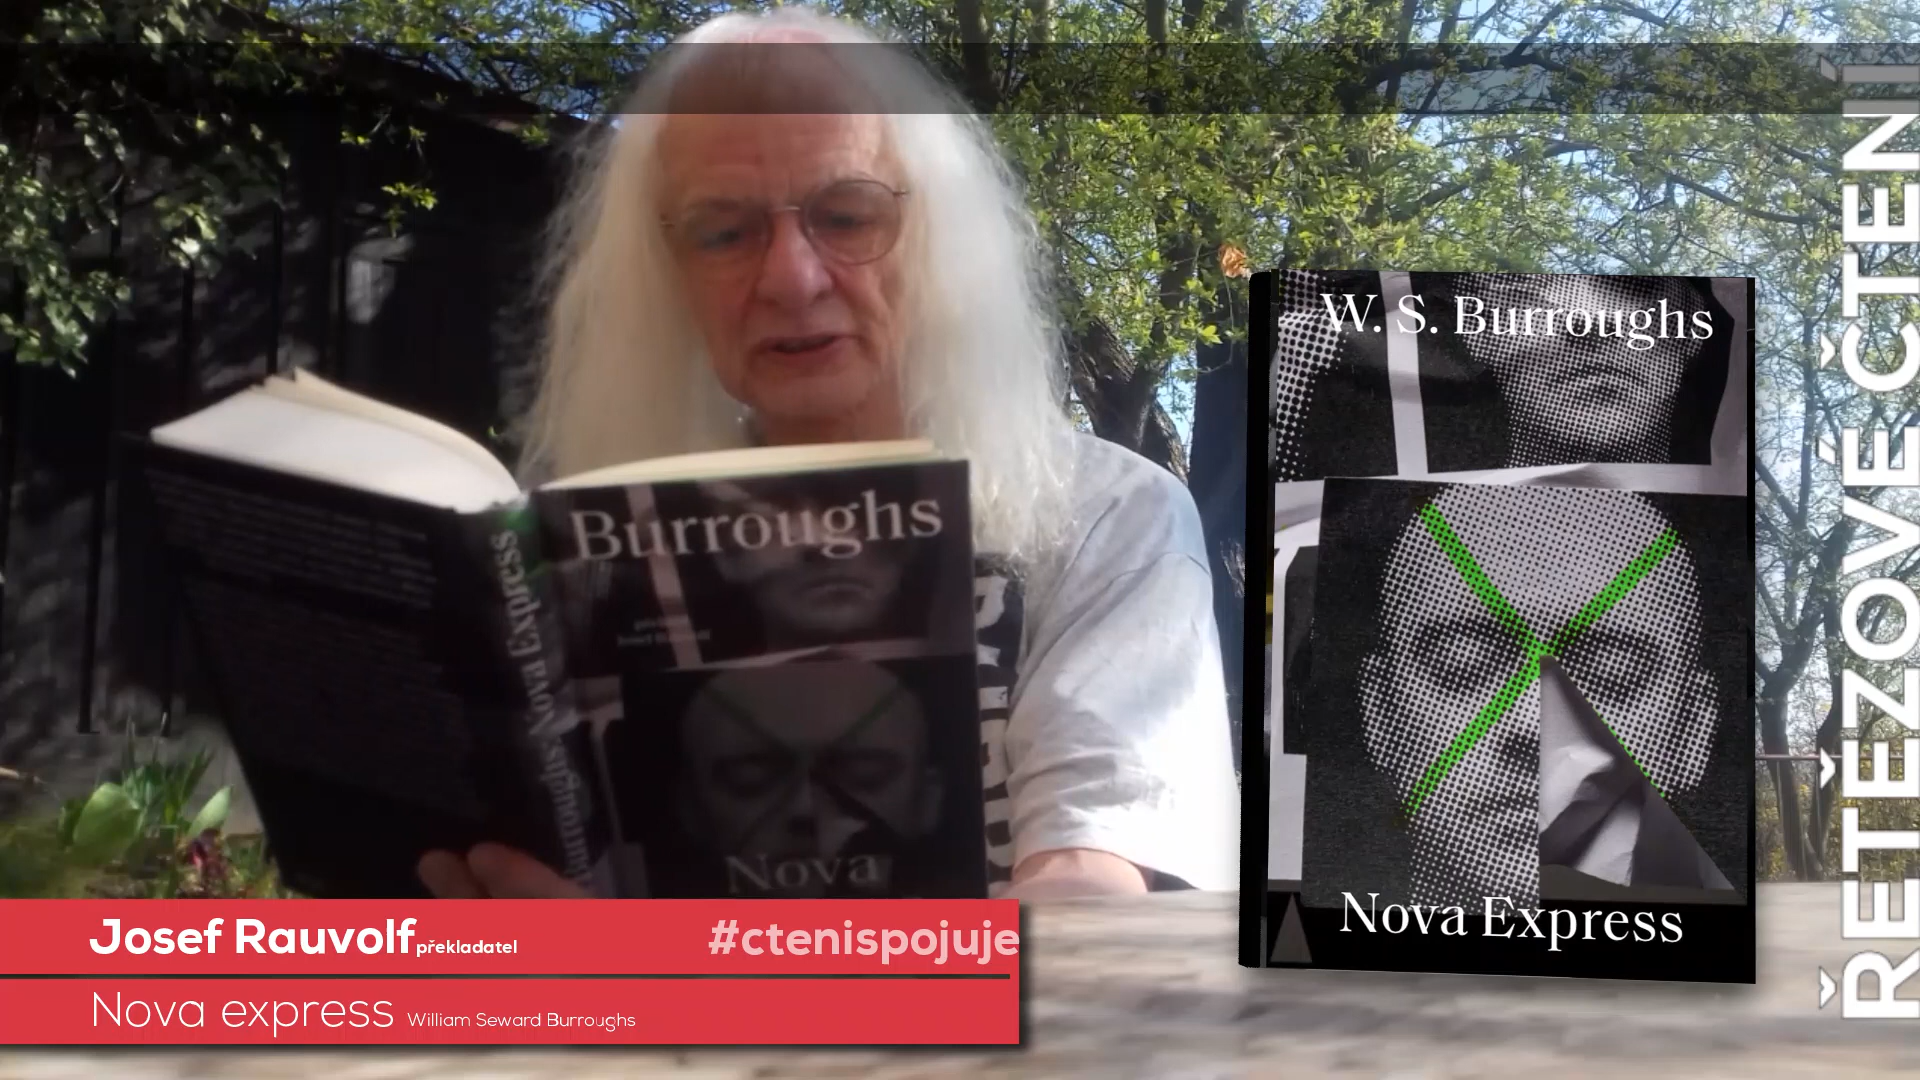 W. S. Burroughs
Nova Express
Burroughs
Nova
Burroughs Nova Express
Josef Rauvolf překladatel
#ctenispojuje
Nova express William Seward Burroughs
ŘETĚZOVÉ ČTENÍ